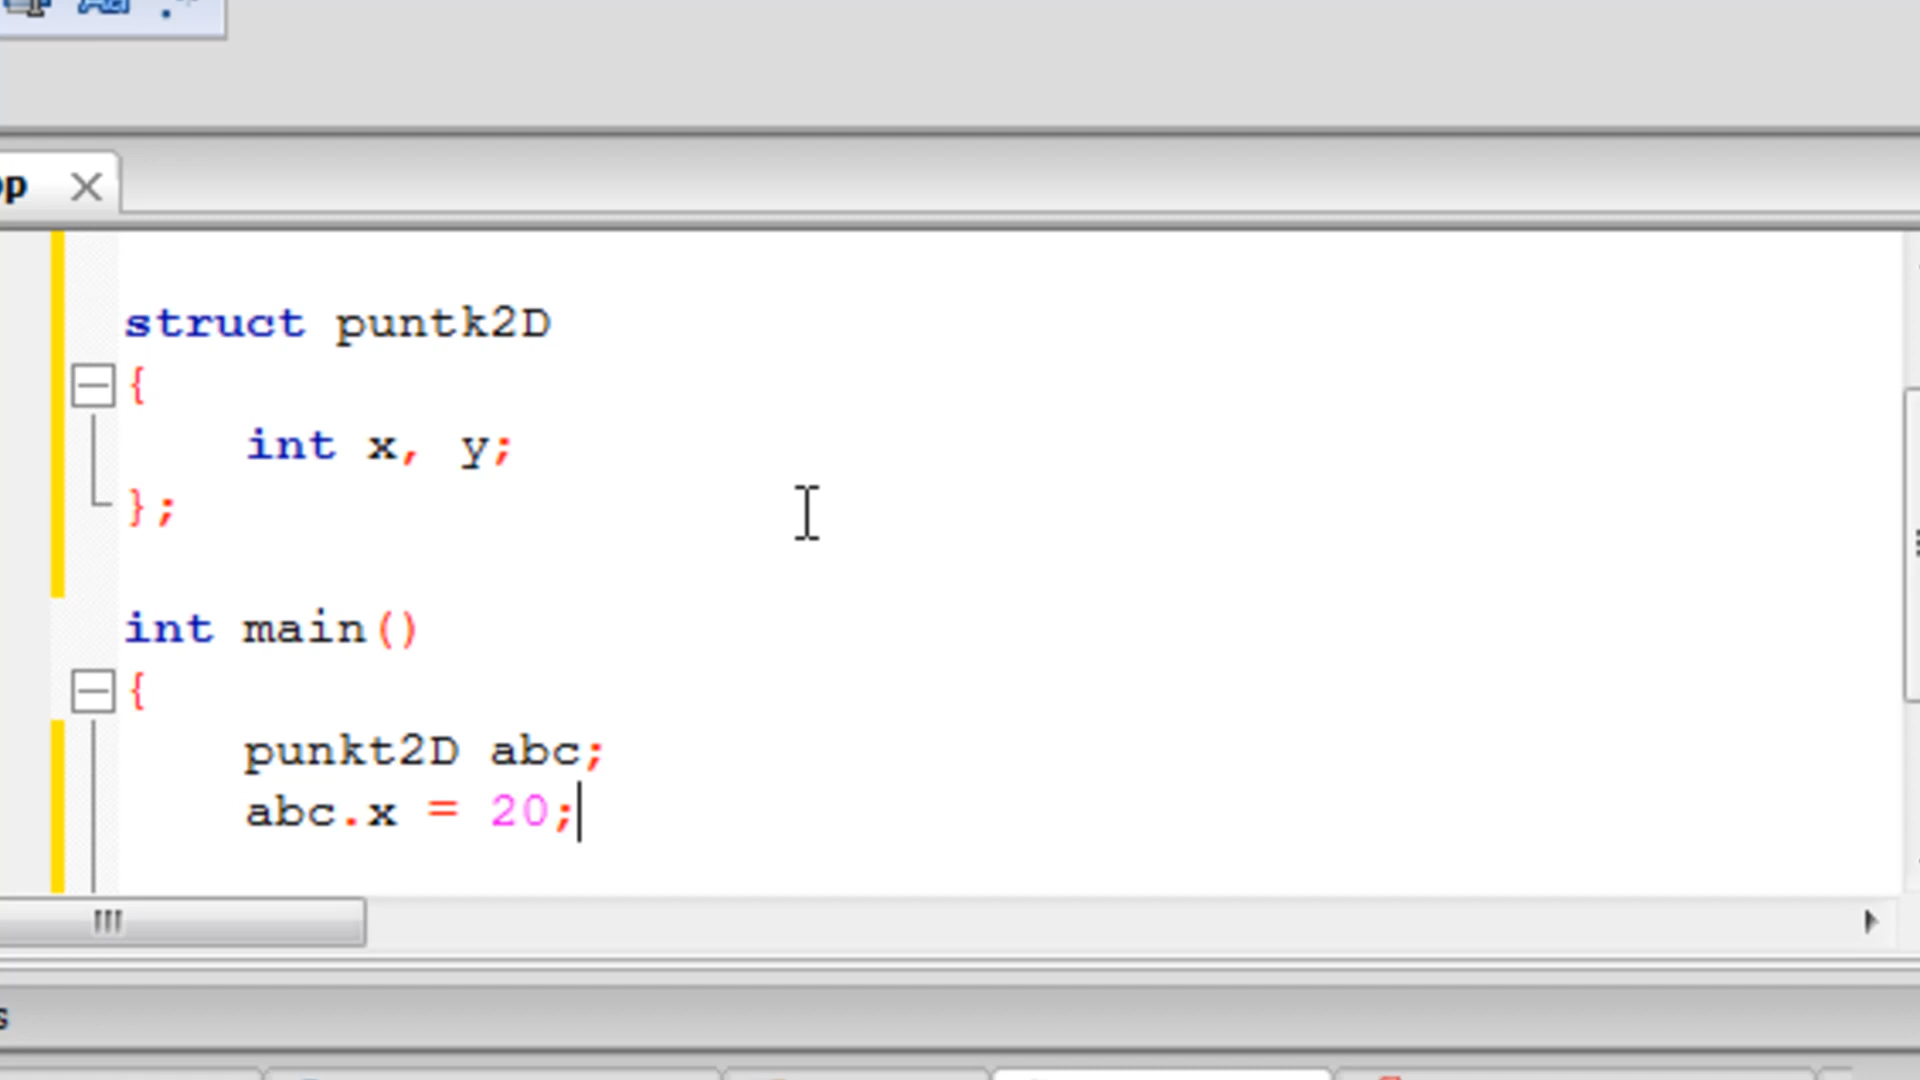 struct puntk2D
{
int x, y;
};
int main()
{
punkt2D abc;
abc.x = 20;